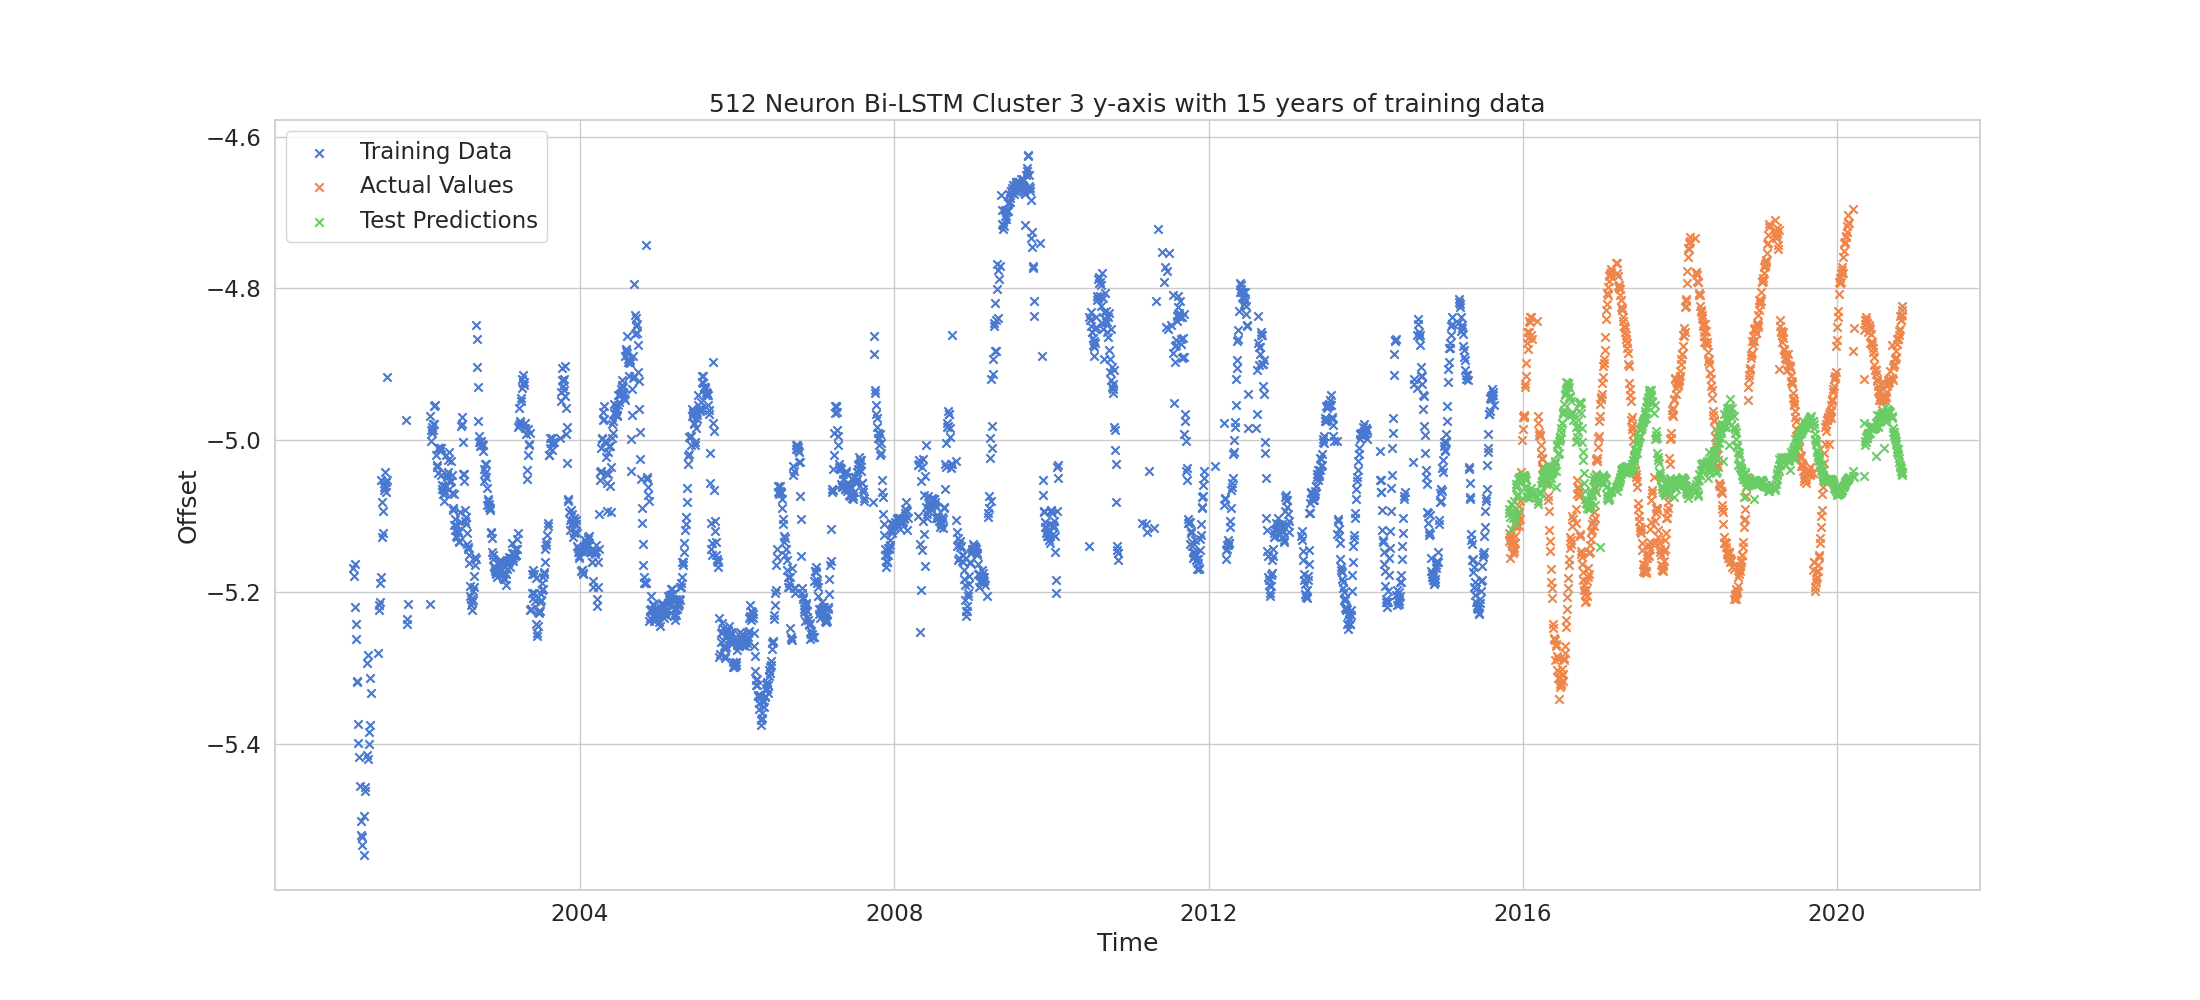 512 Neuron Bi-LSTM Cluster 3 y-axis with 15 years of training data
−4.6
−4.8
−5.0
−5.2
−5.4
Offset
Training Data
Actual Values
Test Predictions
2004
2008
2012
2016
2020
Time